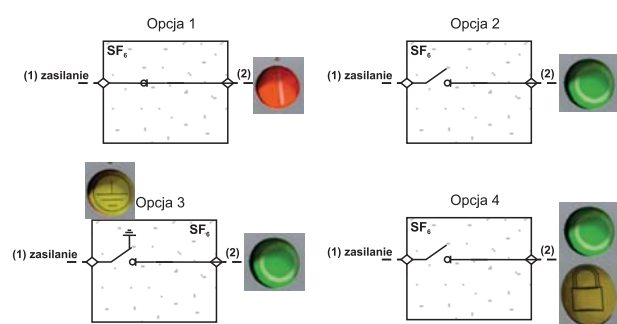 Opcja 1
SF₆
(1) zasilanie
(2)
Opcja 2
SF₆
(1) zasilanie
(2)
Opcja 3
SF₆
(1) zasilanie
(2)
Opcja 4
SF₆
(1) zasilanie
(2)